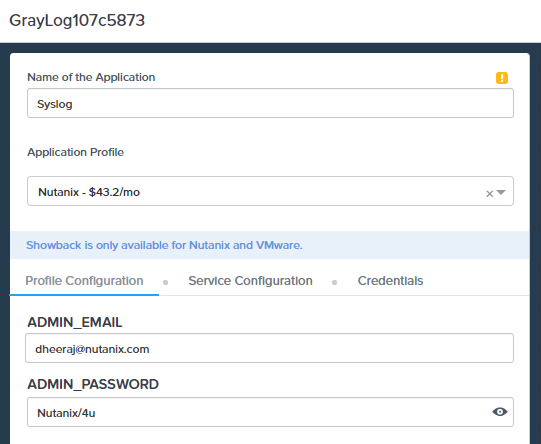 GrayLog107c5873
Name of the Application
!
Syslog
Application Profile
Nutanix - $43.2/mo
×
Showback is only available for Nutanix and VMware.
Profile Configuration
Service Configuration
Credentials
ADMIN_EMAIL
dheeraj@nutanix.com
ADMIN_PASSWORD
Nutanix/4u